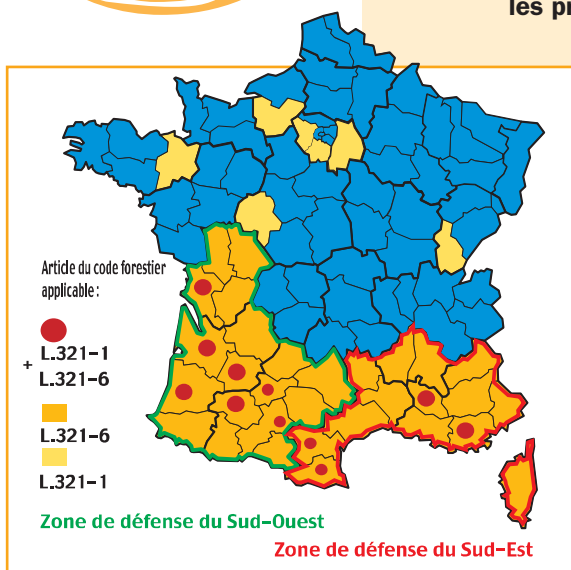 les pr
Article du code forestier
applicable :
L.321-1
+
L.321-6
L.321-6
L.321-1
Zone de défense du Sud-Ouest
Zone de défense du Sud-Est